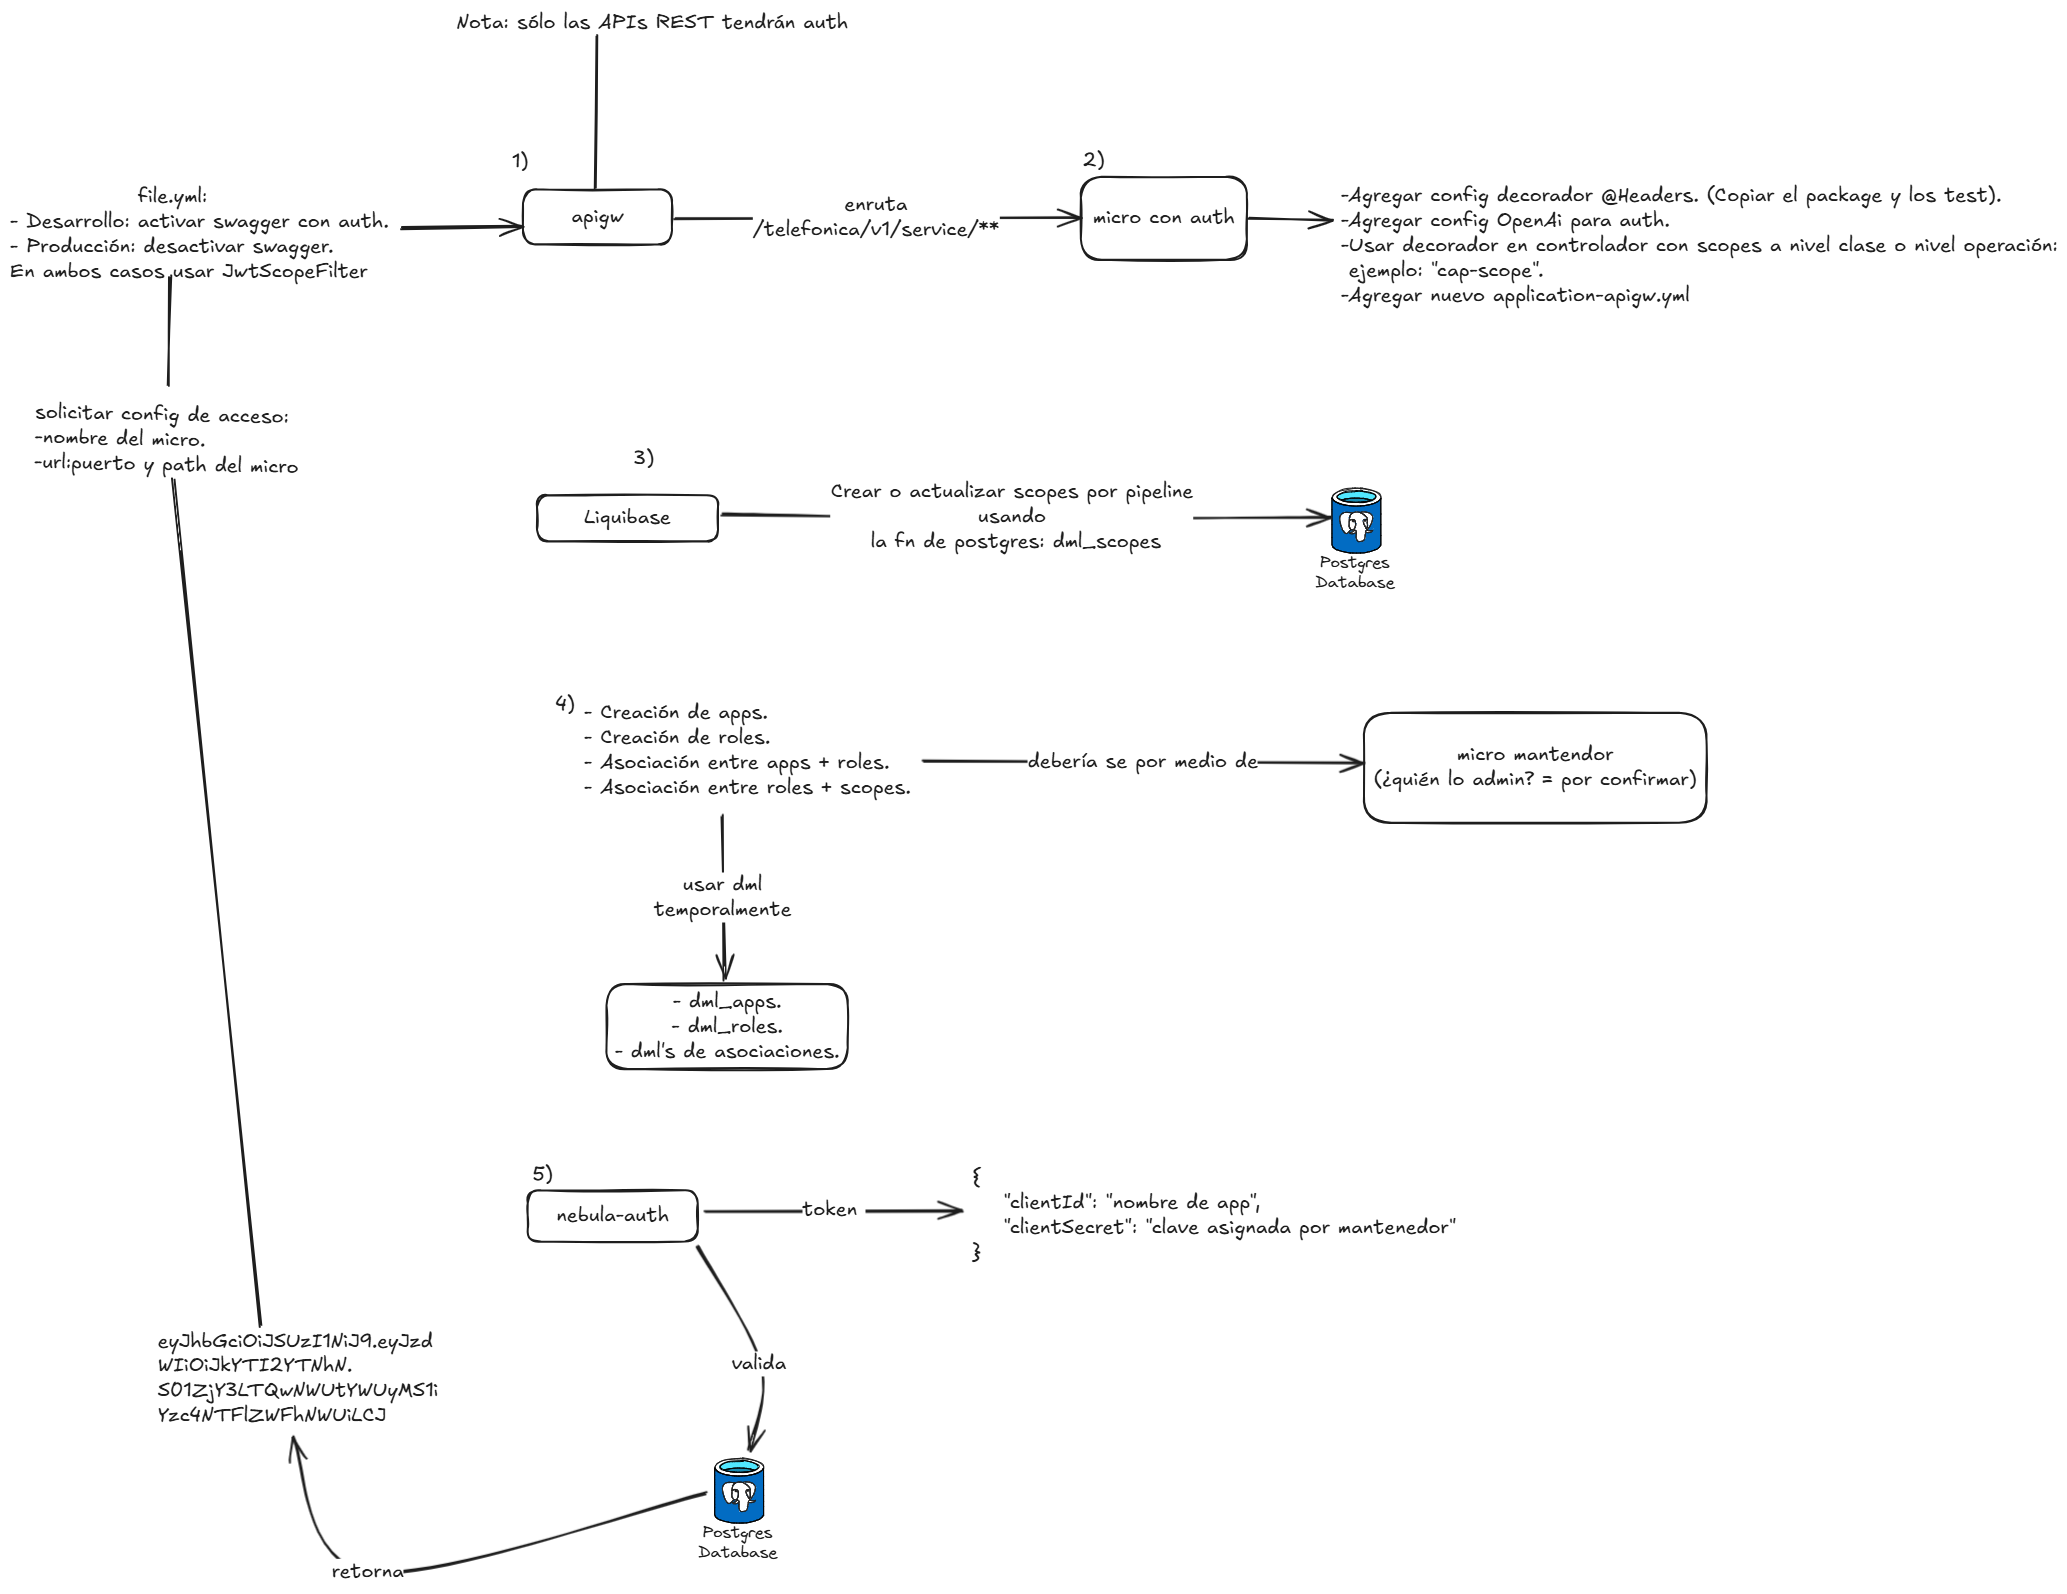 Nota: sólo las APIs REST tendrán auth
1)
file.yml:
- Desarrollo: activar swagger con auth.
- Producción: desactivar swagger.
En ambos casos usar JwtScopeFilter
apigw
enruta
/telefonica/v1/service/**
2)
micro con auth
-Agregar config decorador @Headers. (Copiar el package y los test).
-Agregar config OpenAi para auth.
-Usar decorador en controlador con scopes a nivel clase o nivel operación:
ejemplo: "cap-scope".
-Agregar nuevo application-apigw.yml
solicitar config de acceso:
-nombre del micro.
-url:puerto y path del micro
3)
Liquibase
Crear o actualizar scopes por pipeline
usando
la fn de postgres: dml_scopes
Postgres
Database
4)
- Creación de apps.
- Creación de roles.
- Asociación entre apps + roles.
- Asociación entre roles + scopes.
debería se por medio de
micro mantendor
(¿quién lo admin? = por confirmar)
usar dml
temporalmente
- dml_apps.
- dml_roles.
- dml's de asociaciones.
5)
nebula-auth
token
{
"clientId": "nombre de app",
"clientSecret": "clave asignada por mantenedor"
}
valida
eyJhbGciOiJSUzI1NiJ9.eyJzd
WIiOiJkYTI2YTNhN.
S01ZjY3LTQwNWUtYWUyMS1i
Yzc4NTFlZWFhNWUiLCJ
Postgres
Database
retorna